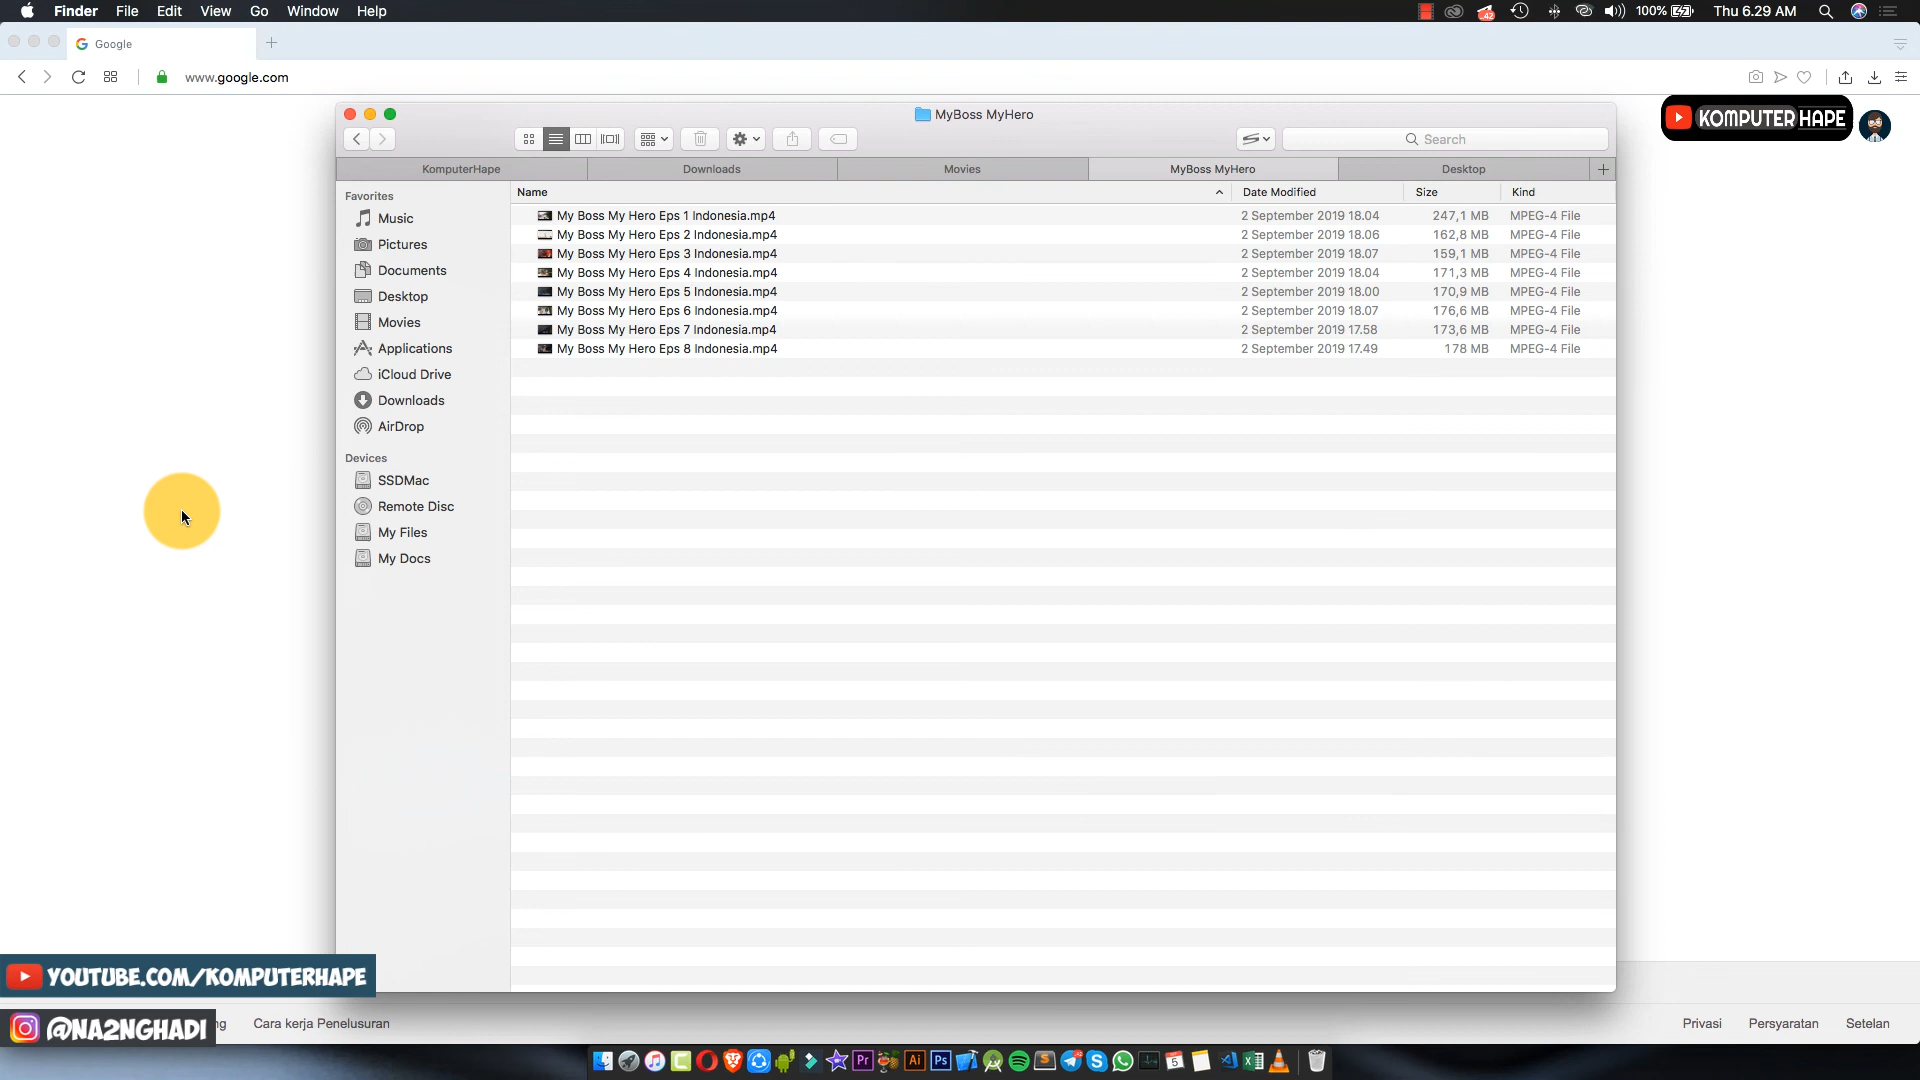 Finder File Edit View Go Window Help 42 100% Thu 6.29 AM
Google
www.google.com
KOMPUTER HAPE
MyBoss MyHero
Search
KomputerHape Downloads Movies MyBoss MyHero Desktop
Favorites
Music
Pictures
Documents
Desktop
Movies
Applications
iCloud Drive
Downloads
AirDrop
Devices
SSDMac
Remote Disc
My Files
My Docs
Name Date Modified Size Kind
My Boss My Hero Eps 1 Indonesia.mp4 2 September 2019 18.04 247,1 MB MPEG-4 File
My Boss My Hero Eps 2 Indonesia.mp4 2 September 2019 18.06 162,8 MB MPEG-4 File
My Boss My Hero Eps 3 Indonesia.mp4 2 September 2019 18.07 159,1 MB MPEG-4 File
My Boss My Hero Eps 4 Indonesia.mp4 2 September 2019 18.04 171,3 MB MPEG-4 File
My Boss My Hero Eps 5 Indonesia.mp4 2 September 2019 18.00 170,9 MB MPEG-4 File
My Boss My Hero Eps 6 Indonesia.mp4 2 September 2019 18.07 176,6 MB MPEG-4 File
My Boss My Hero Eps 7 Indonesia.mp4 2 September 2019 17.58 173,6 MB MPEG-4 File
My Boss My Hero Eps 8 Indonesia.mp4 2 September 2019 17.49 178 MB MPEG-4 File
YOUTUBE.COM/KOMPUTERHAPE
@NA2NGHADI ng Cara kerja Penelusuran Privasi Persyaratan Setelan
Pr Ai Ps S 5